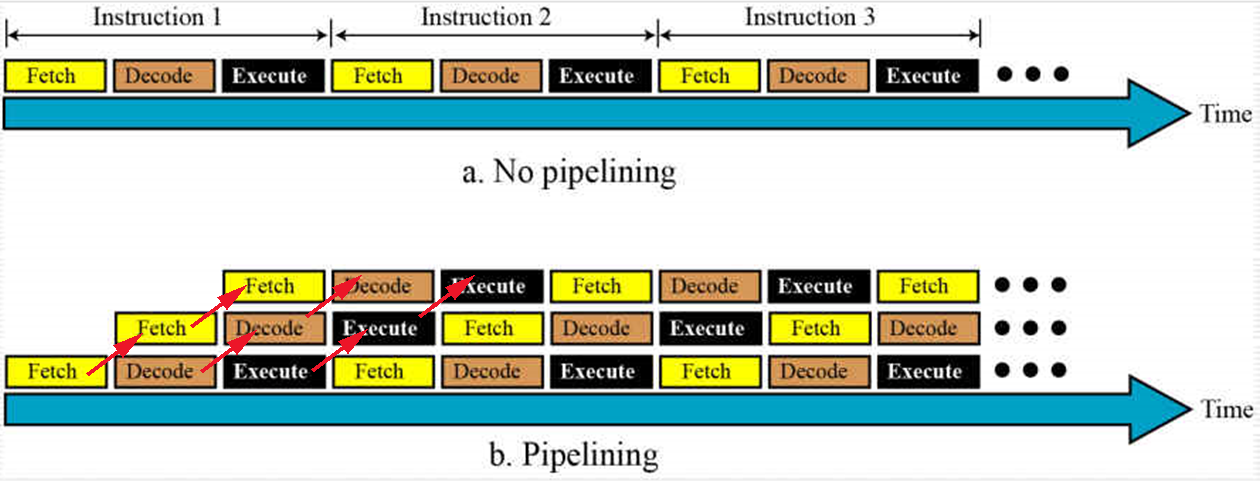 Instruction 1 Instruction 2 Instruction 3
Fetch Decode Execute Fetch Decode Execute Fetch Decode Execute
Time
a. No pipelining
Fetch Decode Execute Fetch Decode Execute Fetch
Fetch Decode Execute Fetch Decode Execute Fetch Decode
Fetch Decode Execute Fetch Decode Execute Fetch Decode Execute
Time
b. Pipelining